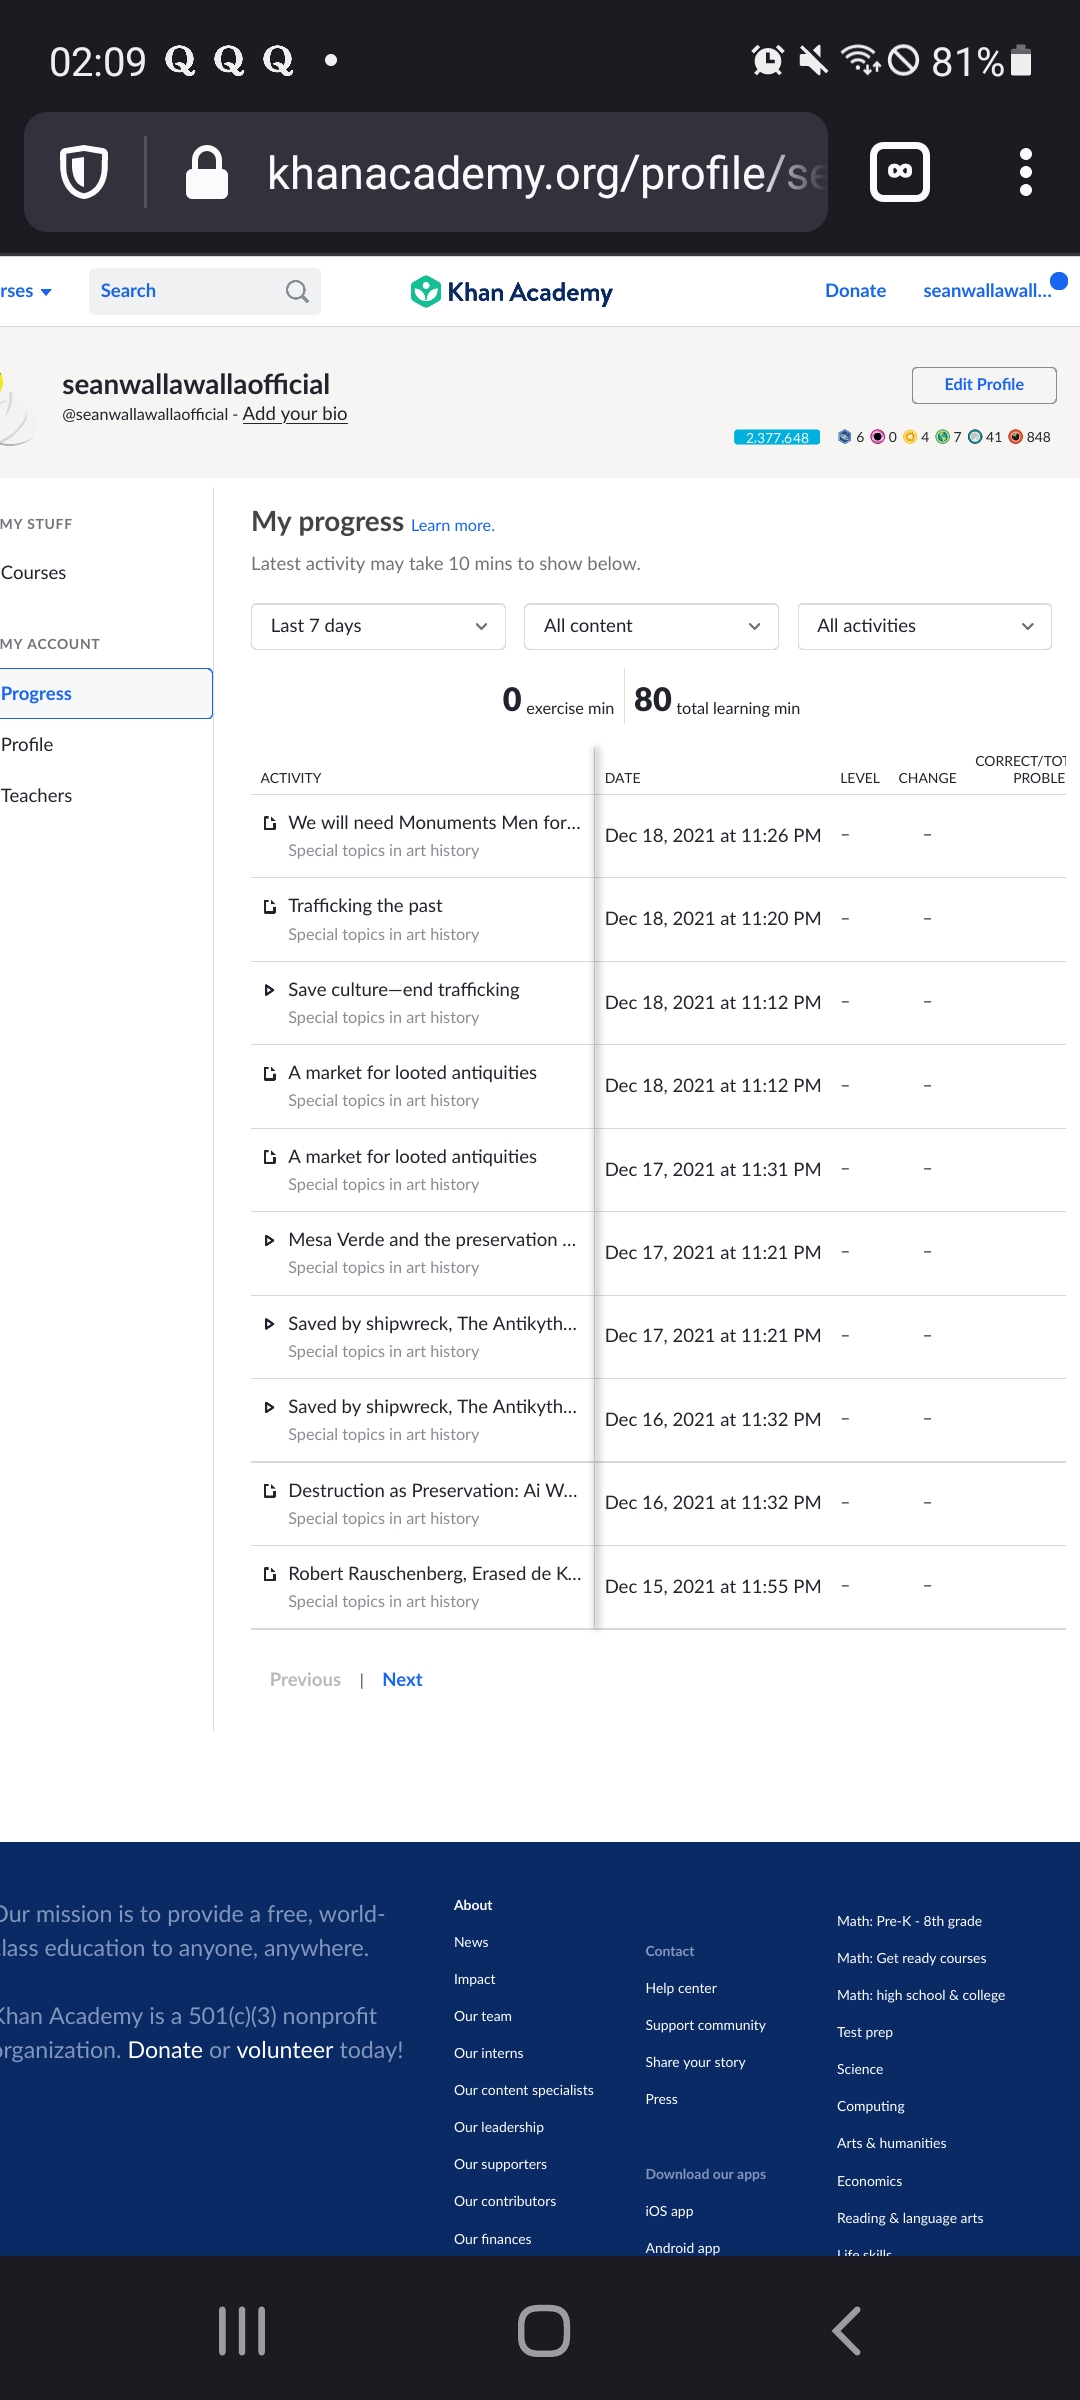 02:09 Q Q Q 81%
khanacademy.org/profile/se
rses Search Khan Academy Donate seanwallawall...
seanwallawallaofficial
@seanwallawallaofficial - Add your bio
Edit Profile
2,377,648 6 0 4 7 41 848
MY STUFF
Courses
MY ACCOUNT
Progress
Profile
Teachers
My progress Learn more.
Latest activity may take 10 mins to show below.
Last 7 days All content All activities
0 exercise min 80 total learning min
CORRECT/TOT
ACTIVITY DATE LEVEL CHANGE PROBLE
We will need Monuments Men for... Dec 18, 2021 at 11:26 PM – –
Special topics in art history
Trafficking the past Dec 18, 2021 at 11:20 PM – –
Special topics in art history
Save culture—end trafficking Dec 18, 2021 at 11:12 PM – –
Special topics in art history
A market for looted antiquities Dec 18, 2021 at 11:12 PM – –
Special topics in art history
A market for looted antiquities Dec 17, 2021 at 11:31 PM – –
Special topics in art history
Mesa Verde and the preservation ... Dec 17, 2021 at 11:21 PM – –
Special topics in art history
Saved by shipwreck, The Antikyth... Dec 17, 2021 at 11:21 PM – –
Special topics in art history
Saved by shipwreck, The Antikyth... Dec 16, 2021 at 11:32 PM – –
Special topics in art history
Destruction as Preservation: Ai W... Dec 16, 2021 at 11:32 PM – –
Special topics in art history
Robert Rauschenberg, Erased de K... Dec 15, 2021 at 11:55 PM – –
Special topics in art history
Previous | Next
Our mission is to provide a free, world-
class education to anyone, anywhere.
Khan Academy is a 501(c)(3) nonprofit
organization. Donate or volunteer today!
About
News
Impact
Our team
Our interns
Our content specialists
Our leadership
Our supporters
Our contributors
Our finances
Contact
Help center
Support community
Share your story
Press
Download our apps
iOS app
Android app
Math: Pre-K - 8th grade
Math: Get ready courses
Math: high school & college
Test prep
Science
Computing
Arts & humanities
Economics
Reading & language arts
Life skills